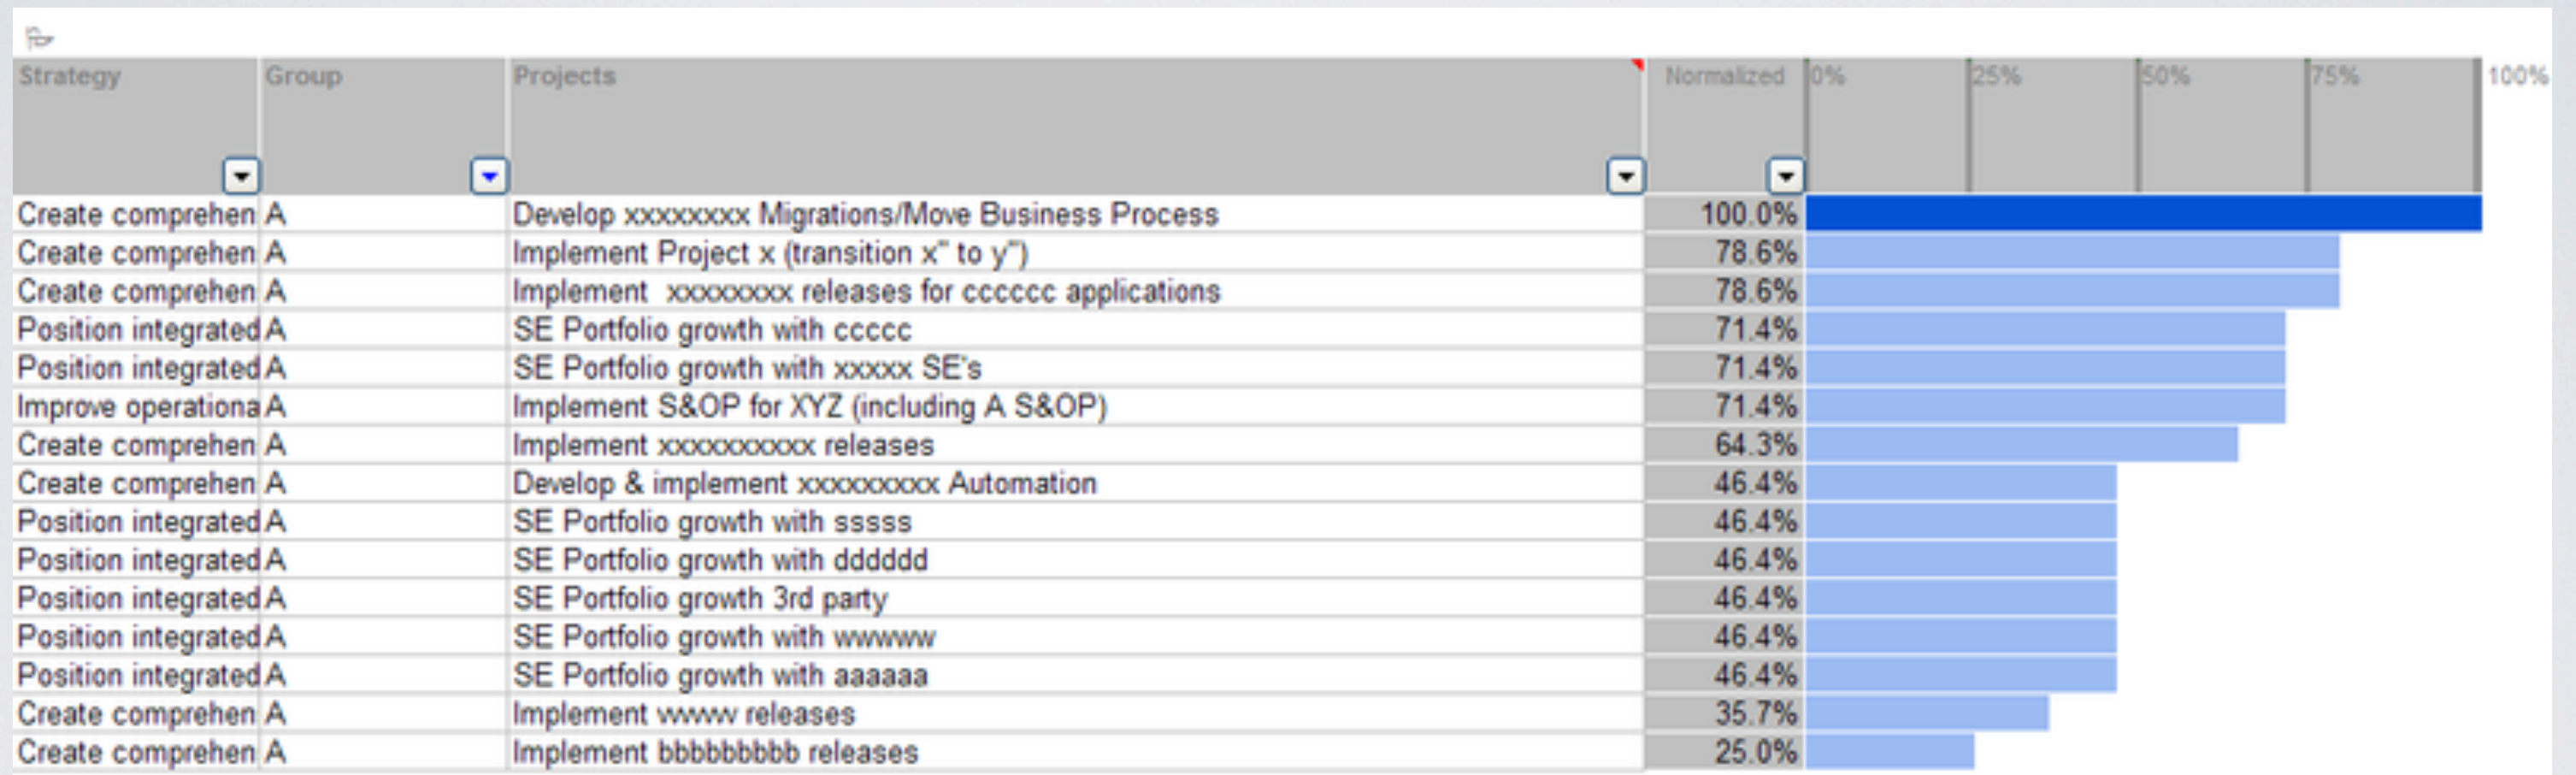 Strategy Group Projects Normalized 0% 25% 50% 75% 100%
Create comprehen A Develop xxxxxxxx Migrations/Move Business Process 100.0%
Create comprehen A Implement Project x (transition x" to y") 78.6%
Create comprehen A Implement xxxxxxxx releases for cccccc applications 78.6%
Position integrated A SE Portfolio growth with ccccc 71.4%
Position integrated A SE Portfolio growth with xxxxx SE's 71.4%
Improve operationa A Implement S&OP for XYZ (including A S&OP) 71.4%
Create comprehen A Implement xxxxxxxxxx releases 64.3%
Create comprehen A Develop & implement xxxxxxxxx Automation 46.4%
Position integrated A SE Portfolio growth with sssss 46.4%
Position integrated A SE Portfolio growth with dddddd 46.4%
Position integrated A SE Portfolio growth 3rd party 46.4%
Position integrated A SE Portfolio growth with wwwww 46.4%
Position integrated A SE Portfolio growth with aaaaaa 46.4%
Create comprehen A Implement releases 35.7%
Create comprehen A Implement bbbbbbbbb releases 25.0%